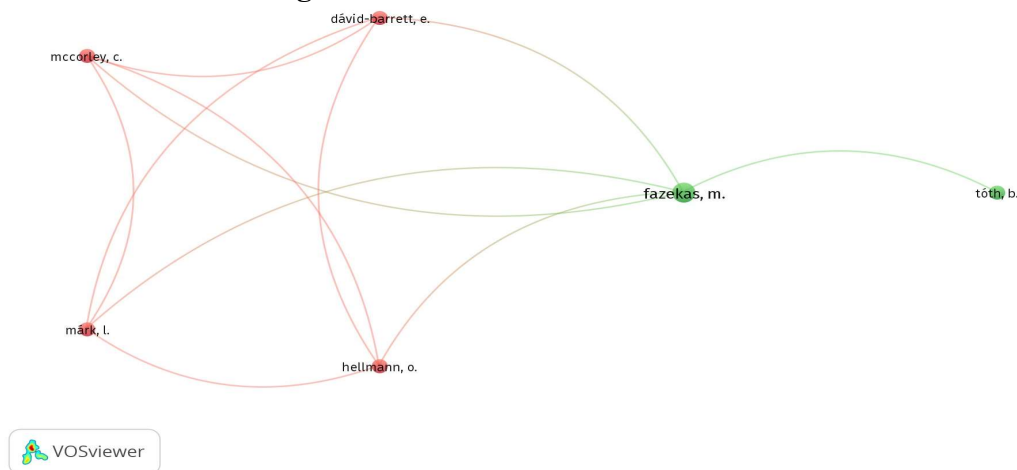 dávid-barrett, e.
mccorley, c.
fazekas, m.
tóth, b.
márk, l.
hellmann, o.
VOSviewer